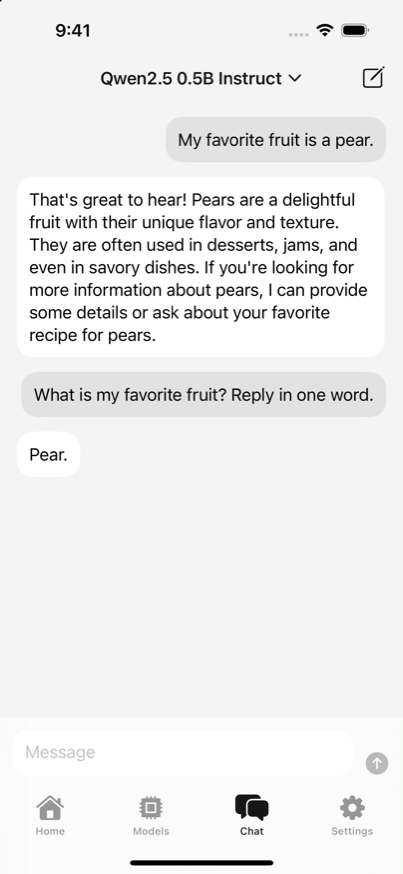 9:41
Qwen2.5 0.5B Instruct
My favorite fruit is a pear.
That's great to hear! Pears are a delightful
fruit with their unique flavor and texture.
They are often used in desserts, jams, and
even in savory dishes. If you're looking for
more information about pears, I can provide
some details or ask about your favorite
recipe for pears.
What is my favorite fruit? Reply in one word.
Pear.
Message
Home Models Chat Settings